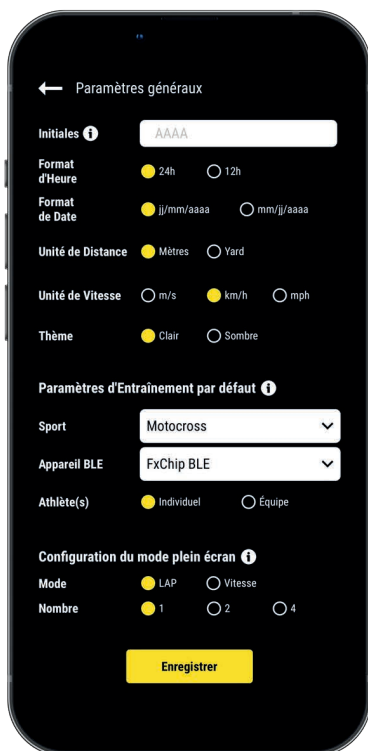 Paramètres généraux
Initiales AAAA
Format d'Heure 24h 12h
Format de Date jj/mm/aaaa mm/jj/aaaa
Unité de Distance Mètres Yard
Unité de Vitesse m/s km/h mph
Thème Clair Sombre
Paramètres d'Entraînement par défaut
Sport Motocross
Appareil BLE FxChip BLE
Athlète(s) Individuel Équipe
Configuration du mode plein écran
Mode LAP Vitesse
Nombre 1 2 4
Enregistrer